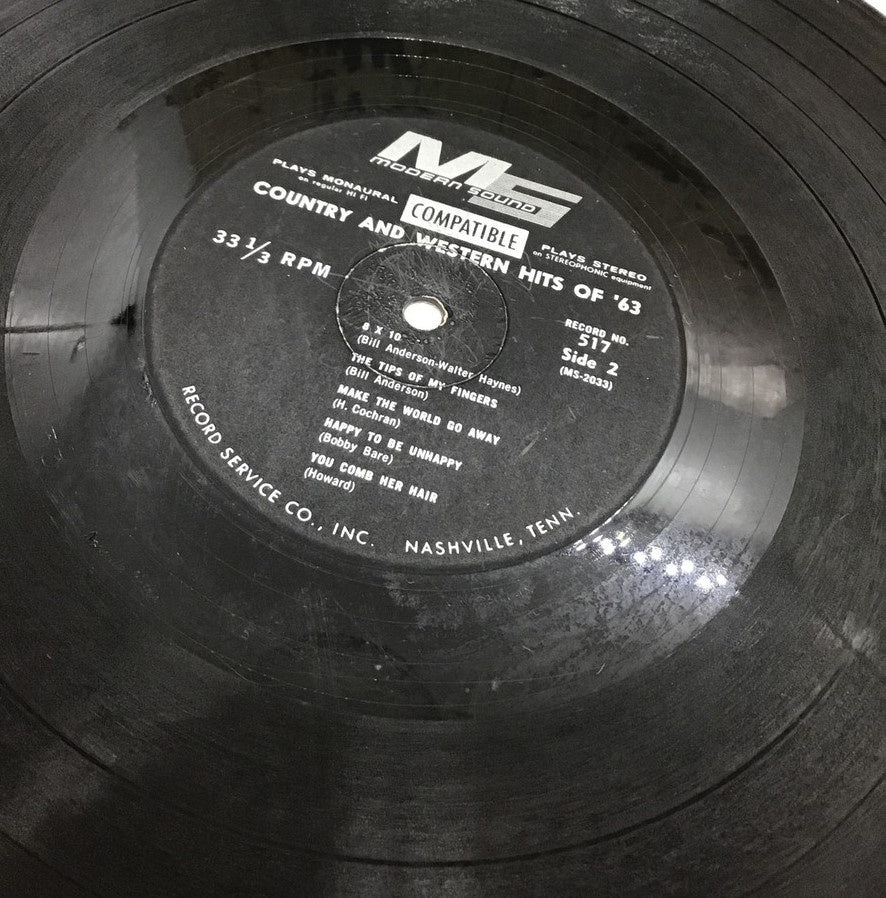 MS
MODERN SOUND
PLAYS MONAURAL
on regular Hi Fi
COMPATIBLE
PLAYS STEREO
on STEREOPHONIC equipment
COUNTRY AND WESTERN HITS OF '63
33 1/3 RPM
RECORD NO.
517
Side 2
(MS-2033)
8 X 10
(Bill Anderson-Walter Haynes)
THE TIPS OF MY FINGERS
(Bill Anderson)
MAKE THE WORLD GO AWAY
(H. Cochran)
HAPPY TO BE UNHAPPY
(Bobby Bare)
YOU COMB HER HAIR
(Howard)
RECORD SERVICE CO., INC. NASHVILLE, TENN.